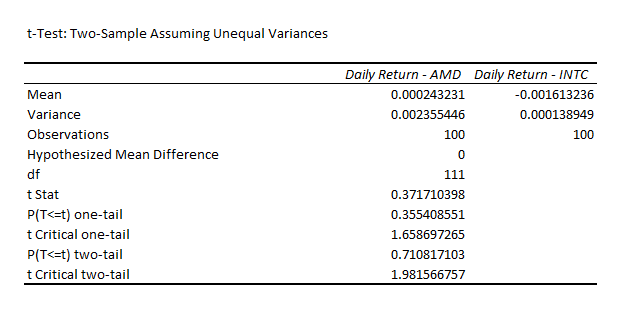 t-Test: Two-Sample Assuming Unequal Variances
Daily Return - AMD Daily Return - INTC
Mean 0.000243231 -0.001613236
Variance 0.002355446 0.000138949
Observations 100 100
Hypothesized Mean Difference 0
df 111
t Stat 0.371710398
P(T<=t) one-tail 0.355408551
t Critical one-tail 1.658697265
P(T<=t) two-tail 0.710817103
t Critical two-tail 1.981566757